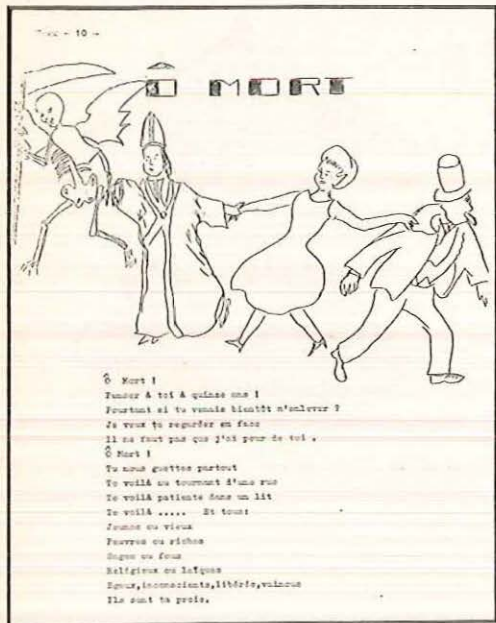 - 10 -
Ô MORT
Ô Mort !
Penser à toi à quinze ans !
Pourtant si tu venais bientôt m'enlever ?
Je veux te regarder en face
Il ne faut pas que j'ai peur de toi .
Ô Mort !
Tu nous guettes partout
Te voilà au tournant d'une rue
Te voilà patiente dans un lit
Te voilà ..... Et tous:
Jeunes ou vieux
Pauvres ou riches
Sages ou fous
Religieux ou laïques
Egaux,inconscients,libérés,vaincus
Ils sont ta proie.